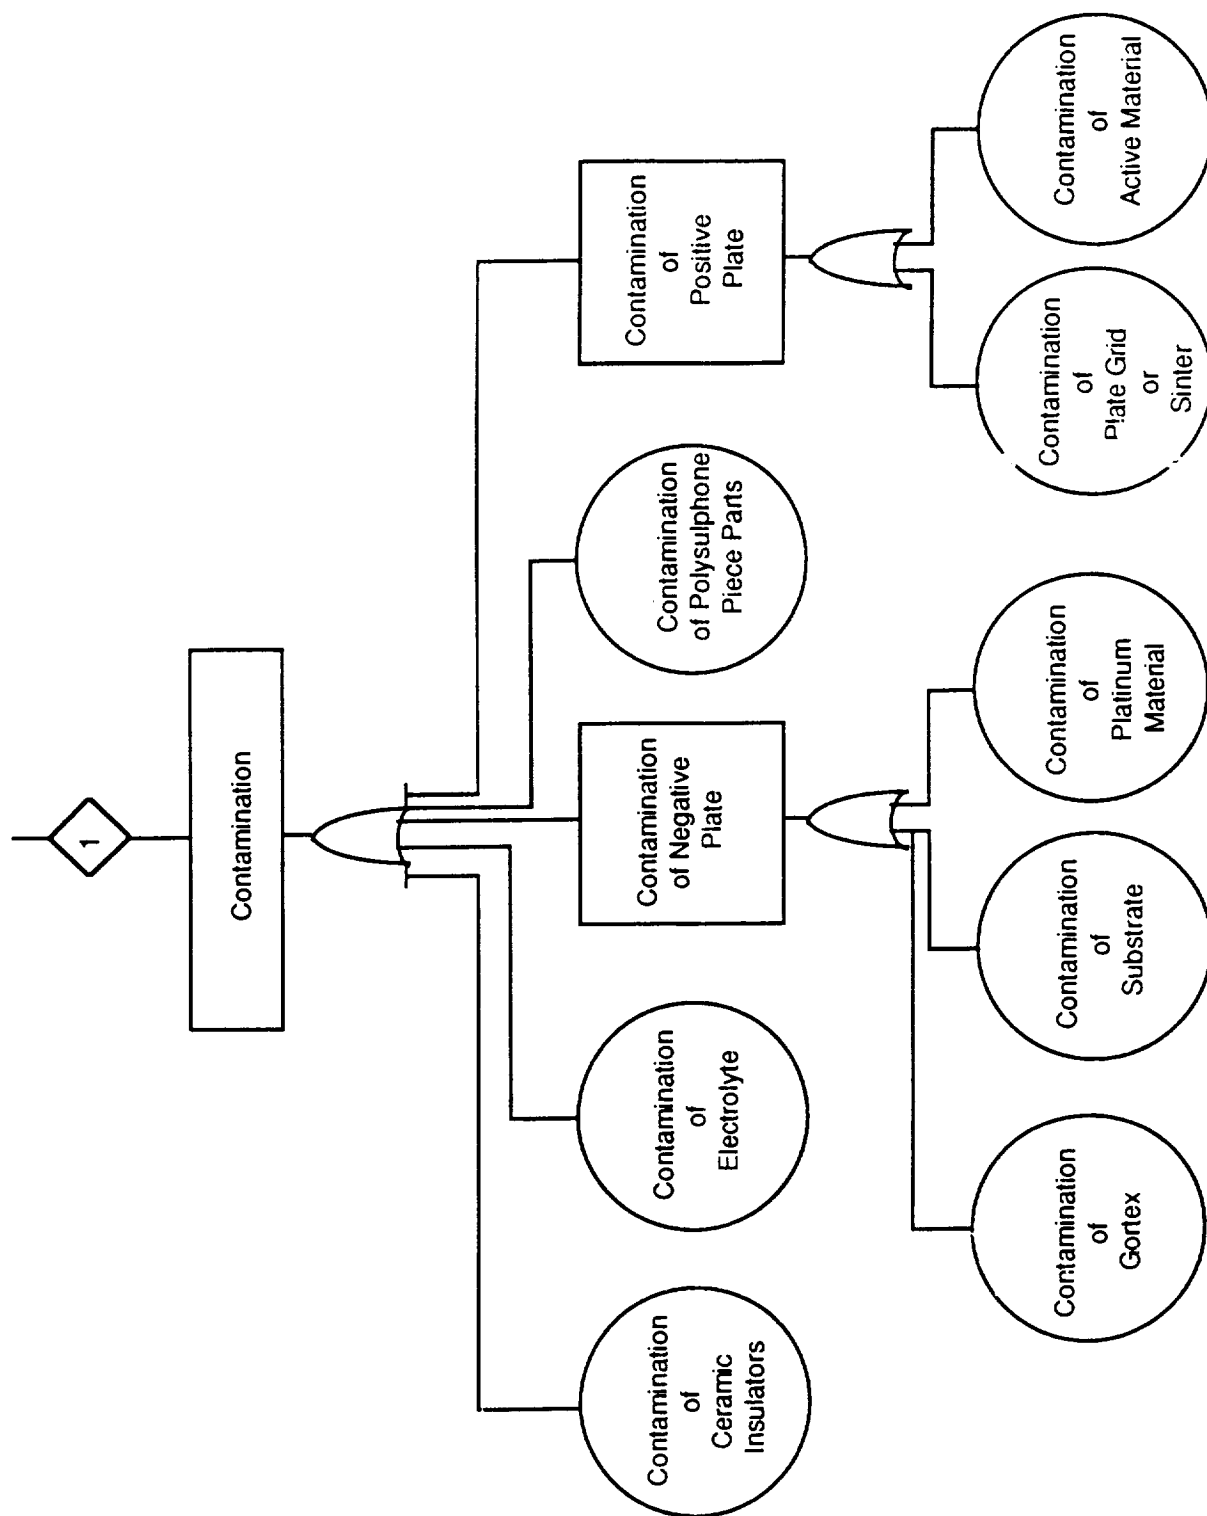 1
Contamination
Contamination
of
Ceramic
Insulators
Contamination
of
Electrolyte
Contamination
of Negative
Plate
Contamination
of Polysulphone
Piece Parts
Contamination
of
Positive
Plate
Contamination
of
Gortex
Contamination
of
Substrate
Contamination
of
Platinum
Material
Contamination
of
Plate Grid
or
Sinter
Contamination
of
Active Material